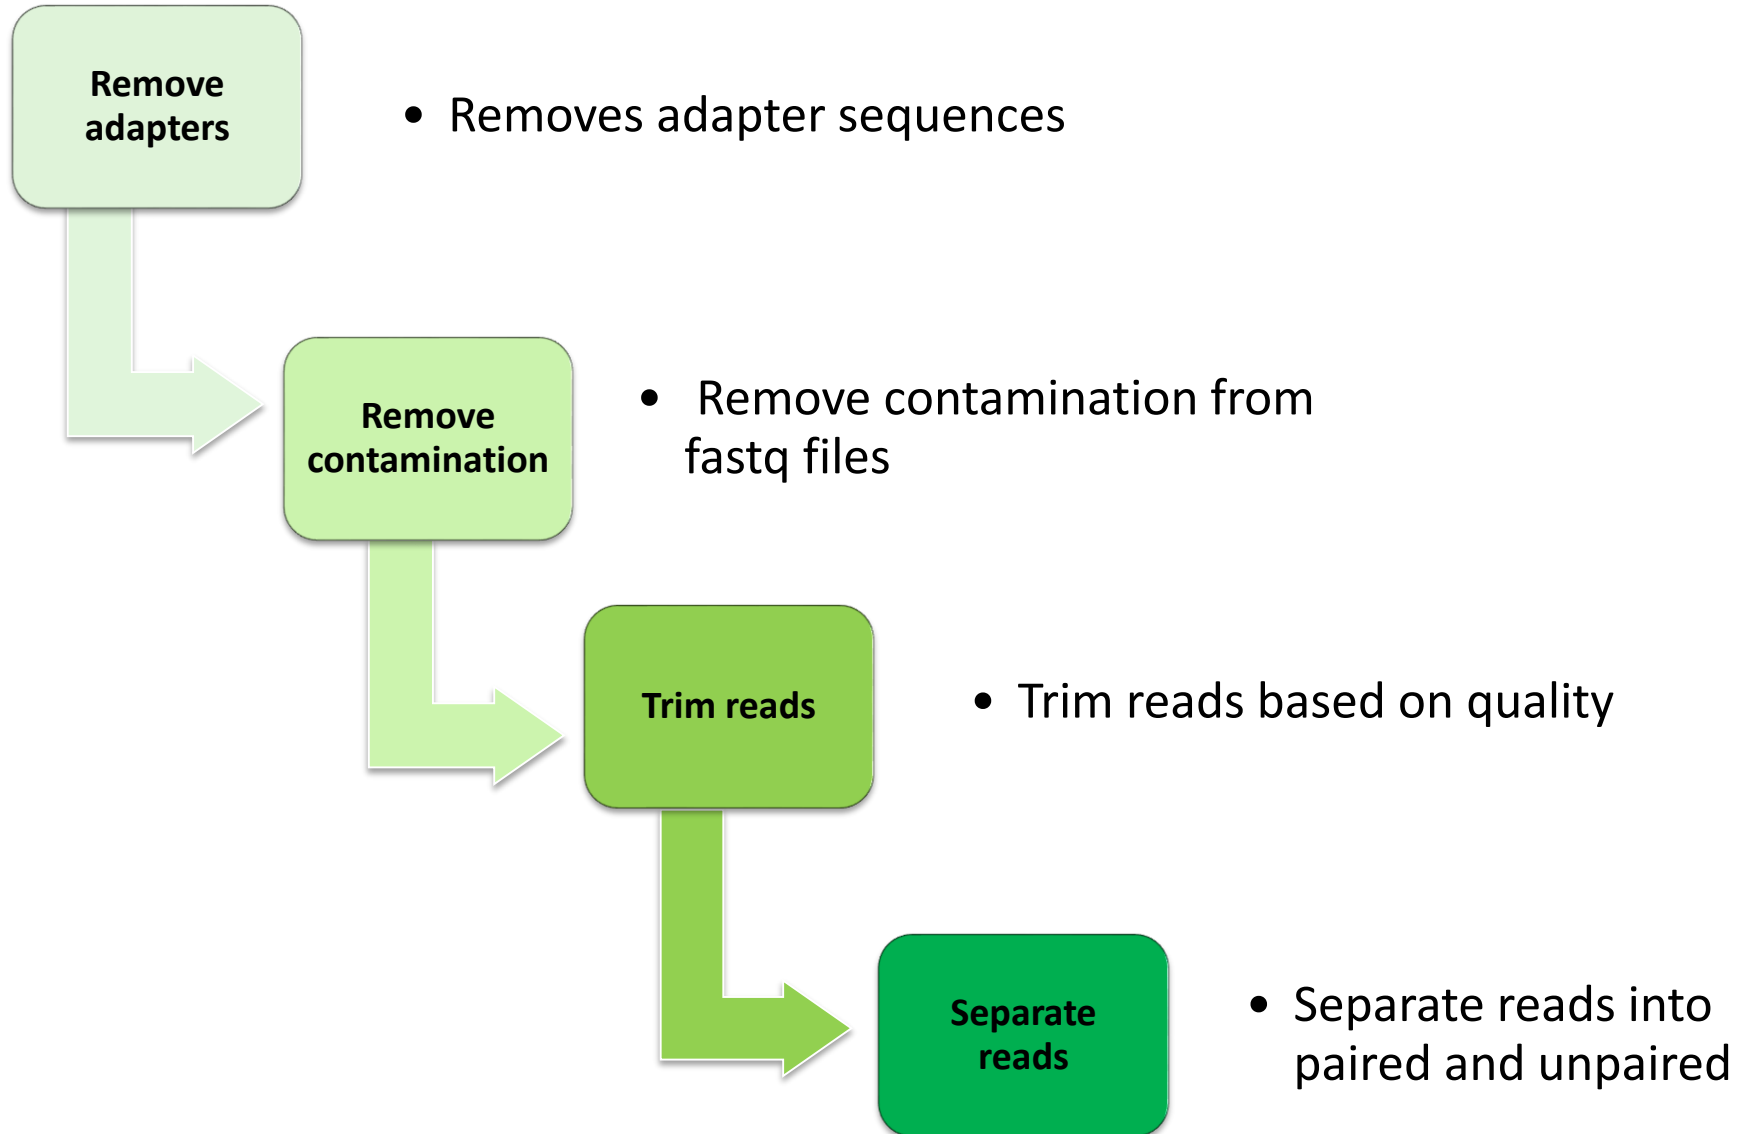 Remove
adapters
• Removes adapter sequences
Remove
contamination
• Remove contamination from
fastq files
Trim reads
• Trim reads based on quality
Separate
reads
• Separate reads into
paired and unpaired